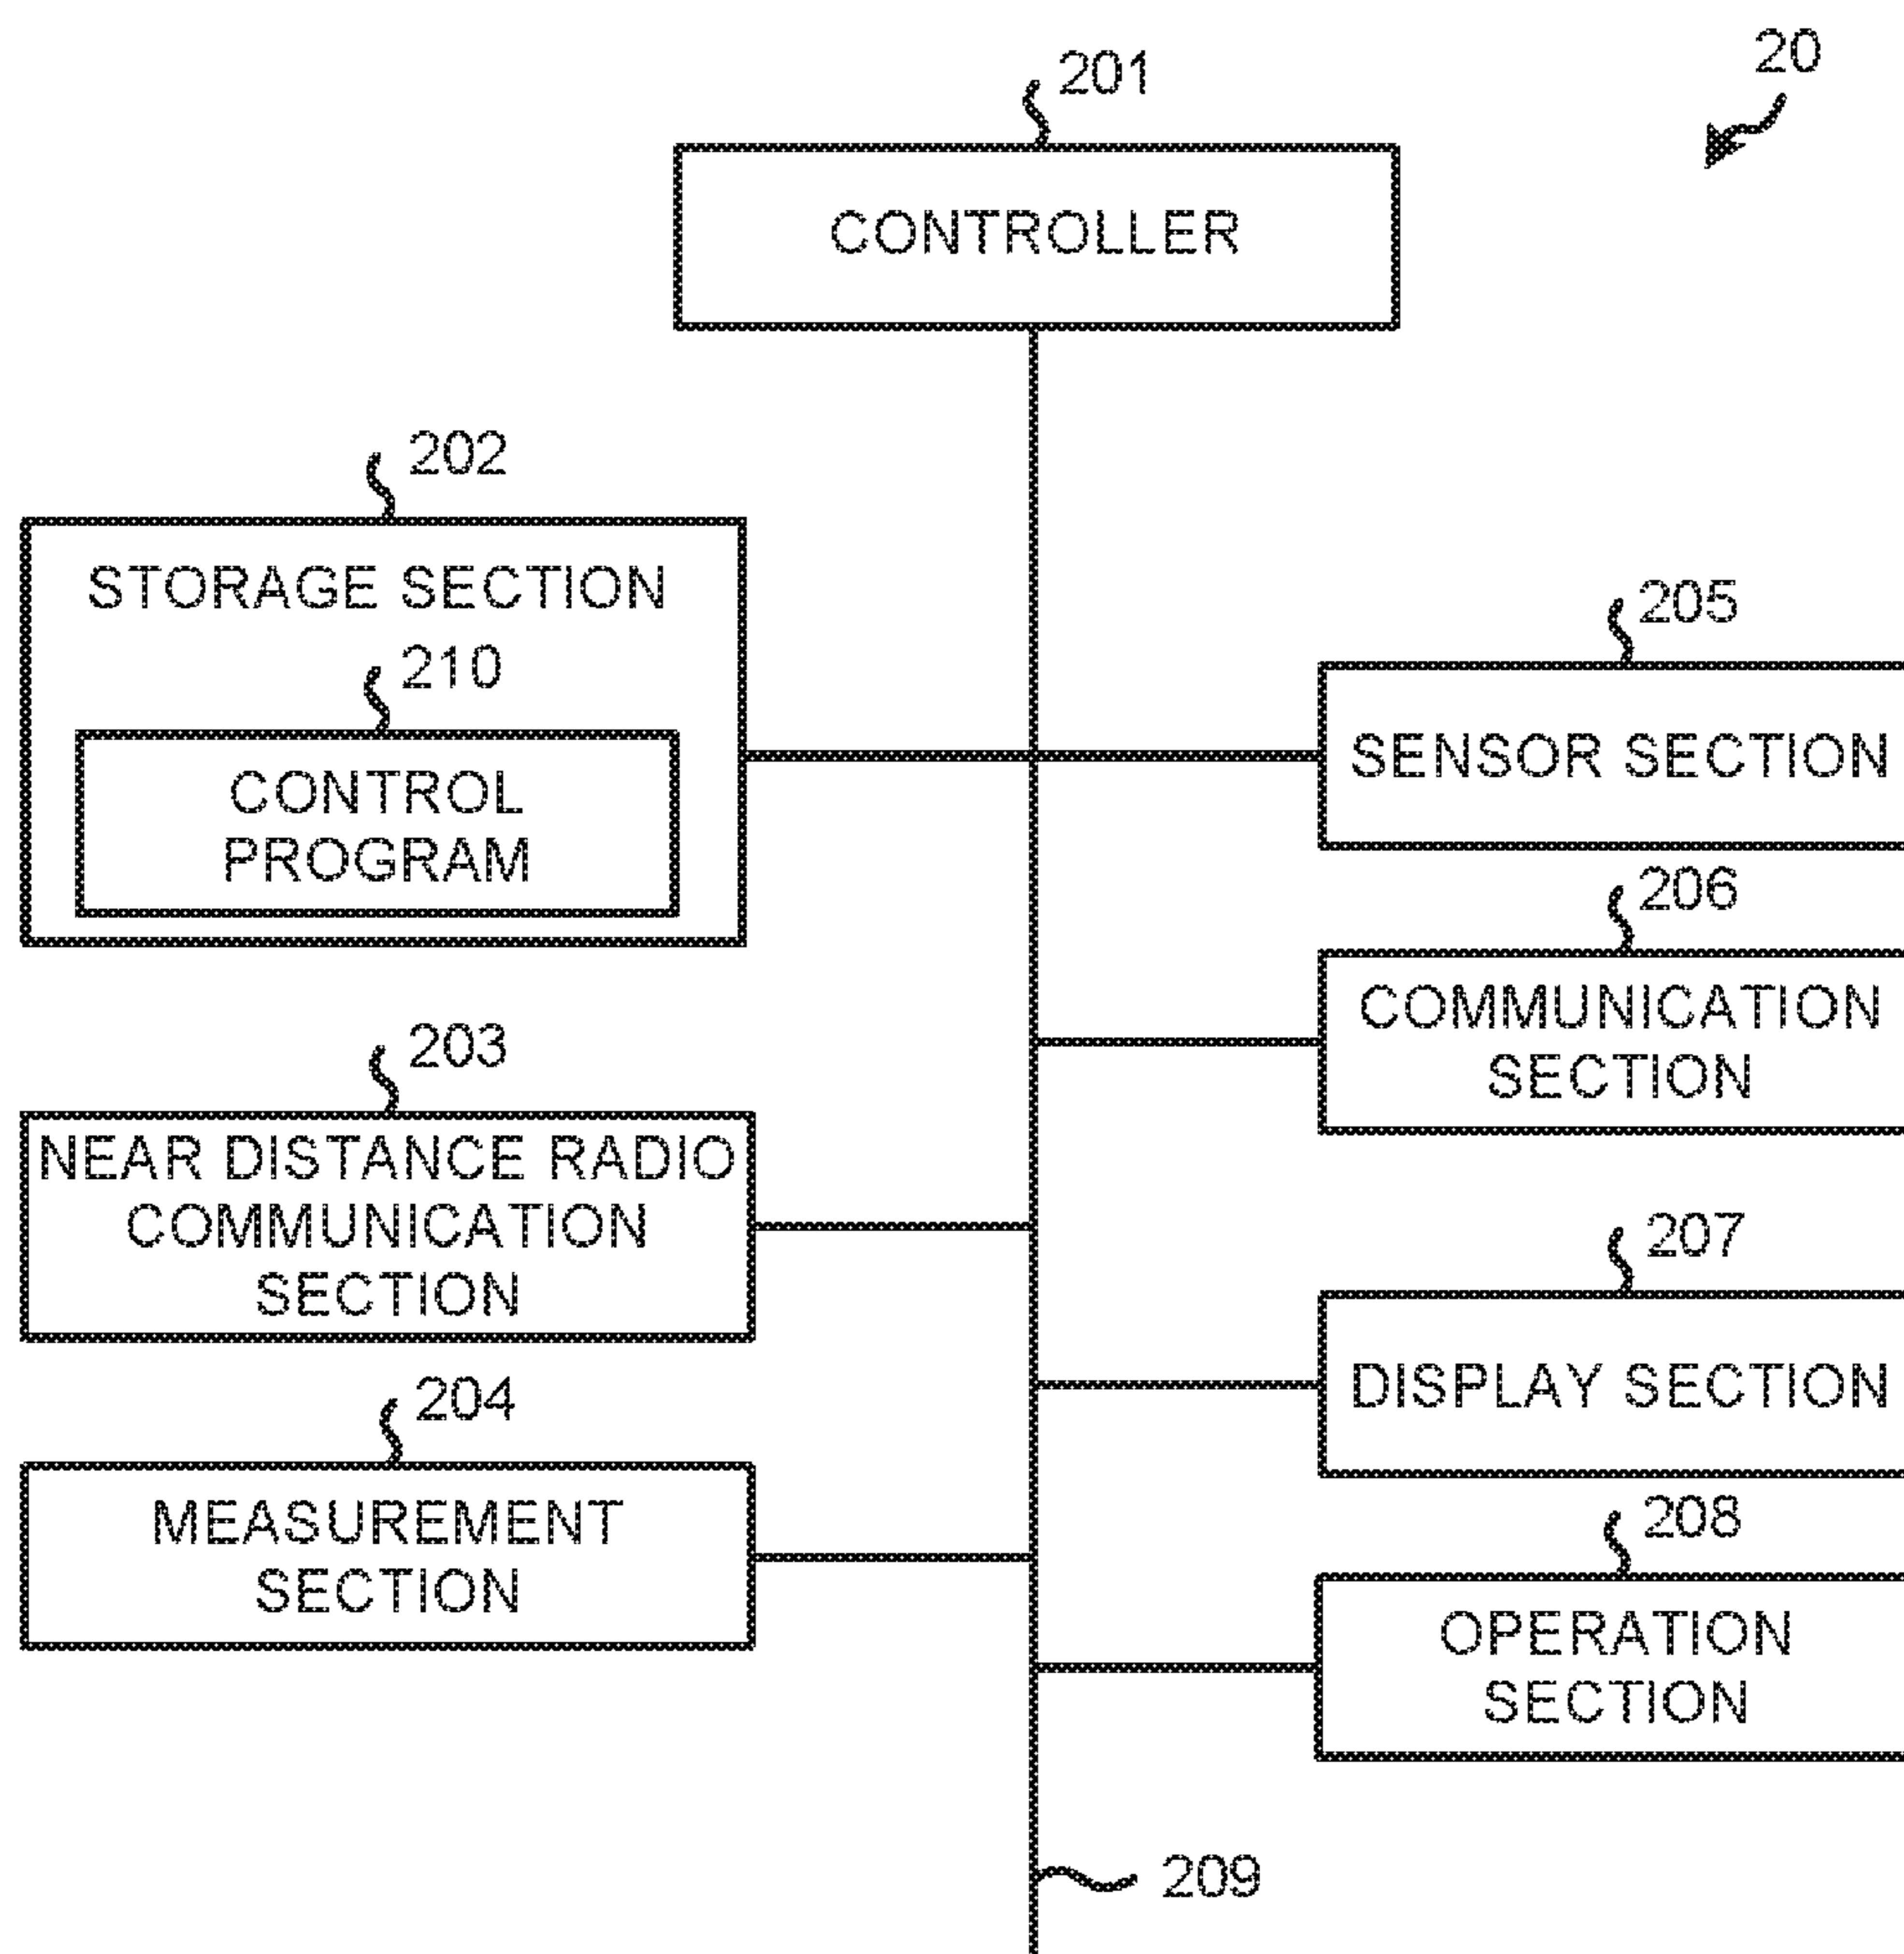 20
201
CONTROLLER
202
STORAGE SECTION
210
CONTROL
PROGRAM
203
NEAR DISTANCE RADIO
COMMUNICATION
SECTION
204
MEASUREMENT
SECTION
205
SENSOR SECTION
206
COMMUNICATION
SECTION
207
DISPLAY SECTION
208
OPERATION
SECTION
209